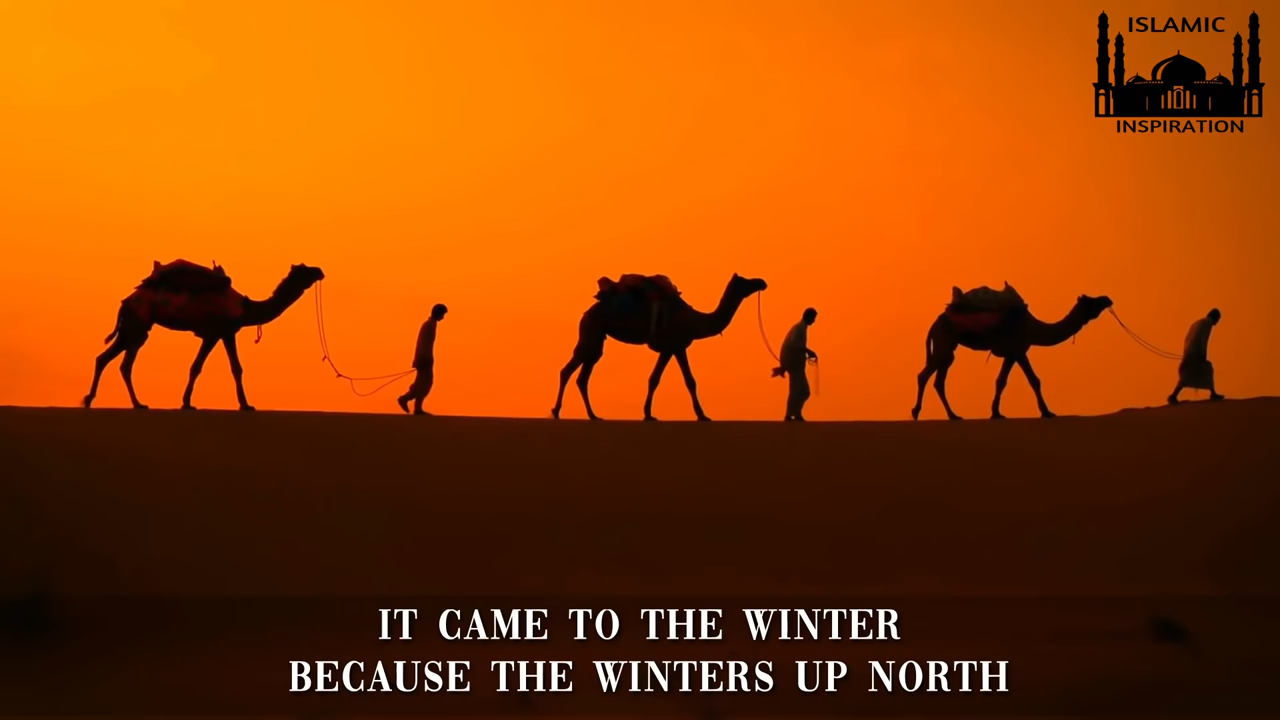 ISLAMIC
INSPIRATION
IT CAME TO THE WINTER
BECAUSE THE WINTERS UP NORTH